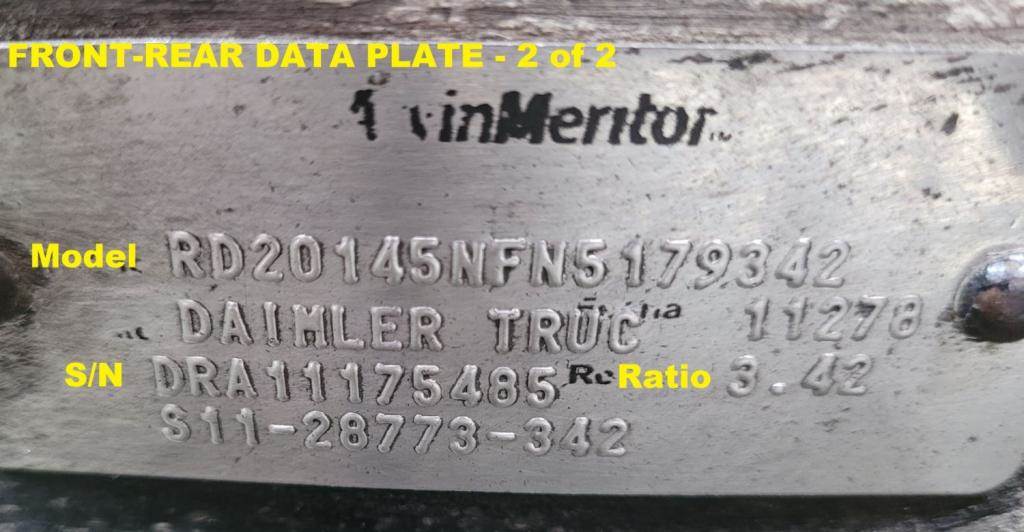 FRONT-REAR DATA PLATE - 2 of 2
vinMeritor
Model RD20145NFN5179342
DAIMLER TRUC 11278
S/N DRA11175485 Ratio 3.42
S11-28773-342